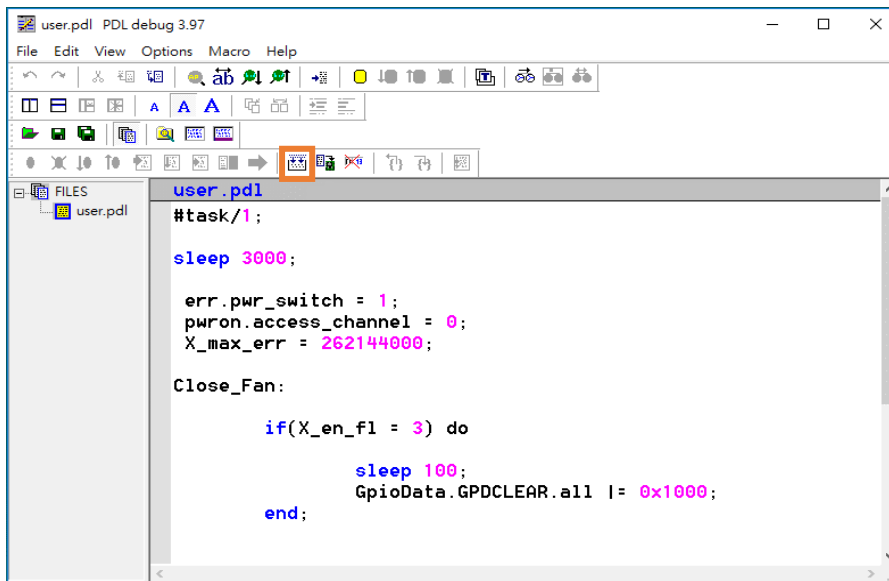 user.pdl PDL debug 3.97
File Edit View Options Macro Help
FILES
user.pdl
user.pdl
#task/1;
sleep 3000;
err.pwr_switch = 1;
pwron.access_channel = 0;
X_max_err = 262144000;
Close_Fan:
if(X_en_fl = 3) do
sleep 100;
GpioData.GPDCLEAR.all |= 0x1000;
end;